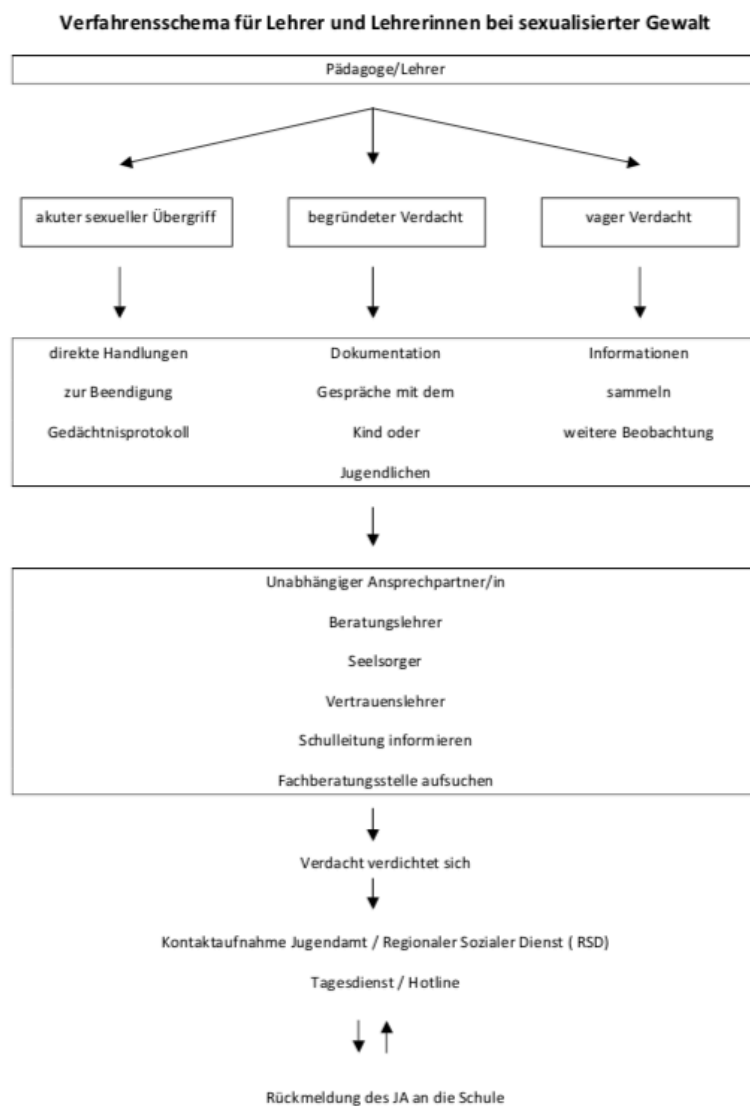 Verfahrensschema für Lehrer und Lehrerinnen bei sexualisierter Gewalt
Pädagoge/Lehrer
akuter sexueller Übergriff
begründeter Verdacht
vager Verdacht
direkte Handlungen
zur Beendigung
Gedächtnisprotokoll
Dokumentation
Gespräche mit dem
Kind oder
Jugendlichen
Informationen
sammeln
weitere Beobachtung
Unabhängiger Ansprechpartner/in
Beratungslehrer
Seelsorger
Vertrauenslehrer
Schulleitung informieren
Fachberatungsstelle aufsuchen
Verdacht verdichtet sich
Kontaktaufnahme Jugendamt / Regionaler Sozialer Dienst ( RSD)
Tagesdienst / Hotline
Rückmeldung des JA an die Schule